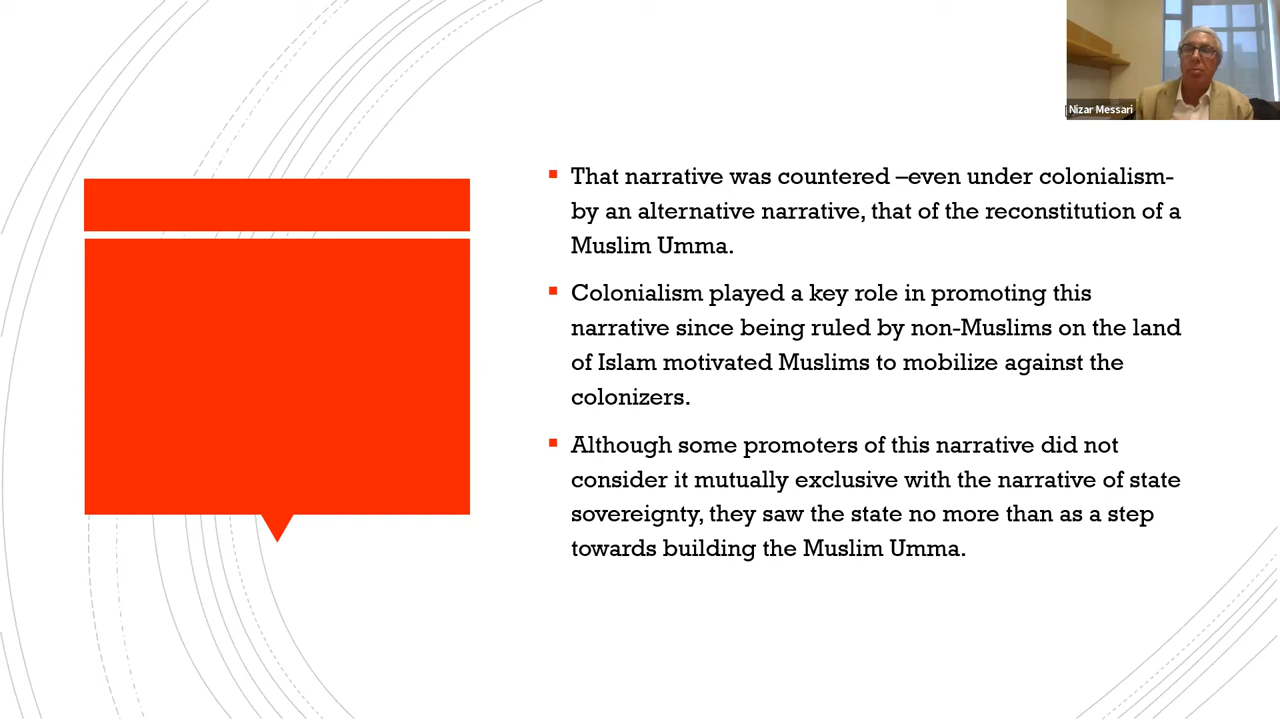 Nizar Messari
That narrative was countered –even under colonialism-
by an alternative narrative, that of the reconstitution of a
Muslim Umma.
Colonialism played a key role in promoting this
narrative since being ruled by non-Muslims on the land
of Islam motivated Muslims to mobilize against the
colonizers.
Although some promoters of this narrative did not
consider it mutually exclusive with the narrative of state
sovereignty, they saw the state no more than as a step
towards building the Muslim Umma.